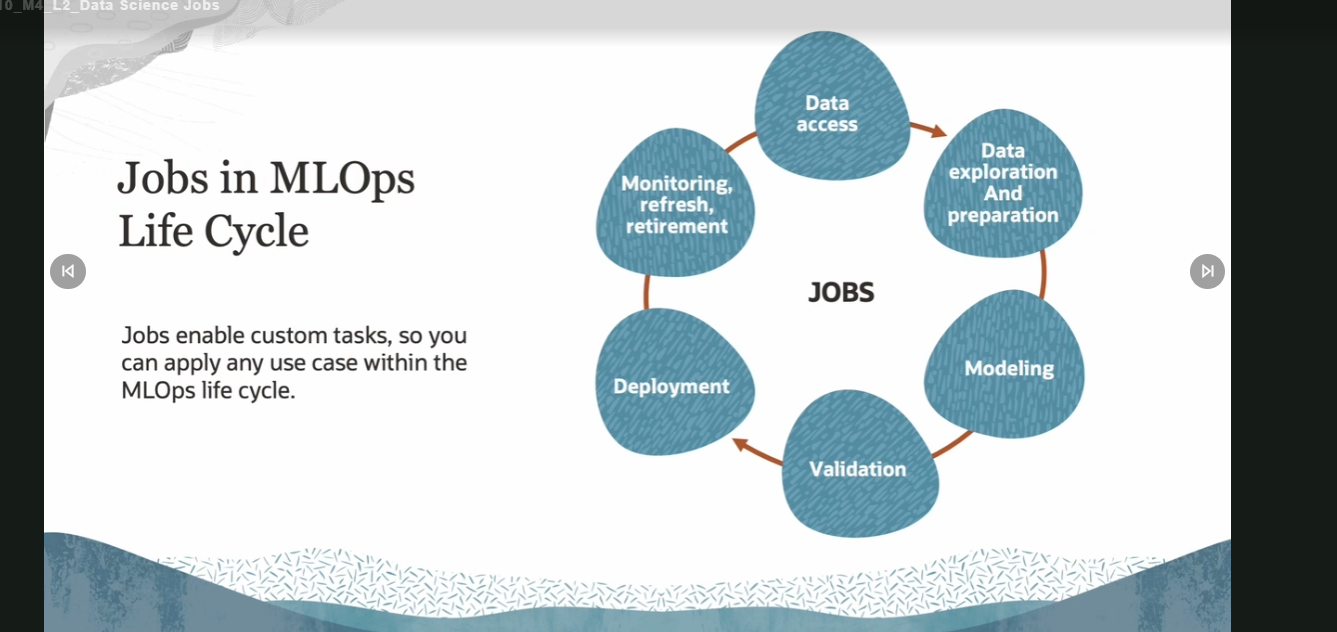 10_M4_L2_Data Science Jobs
Jobs in MLOps
Life Cycle
Jobs enable custom tasks, so you
can apply any use case within the
MLOps life cycle.
Data
access
Data
exploration
And
preparation
Modeling
Validation
Deployment
Monitoring,
refresh,
retirement
JOBS